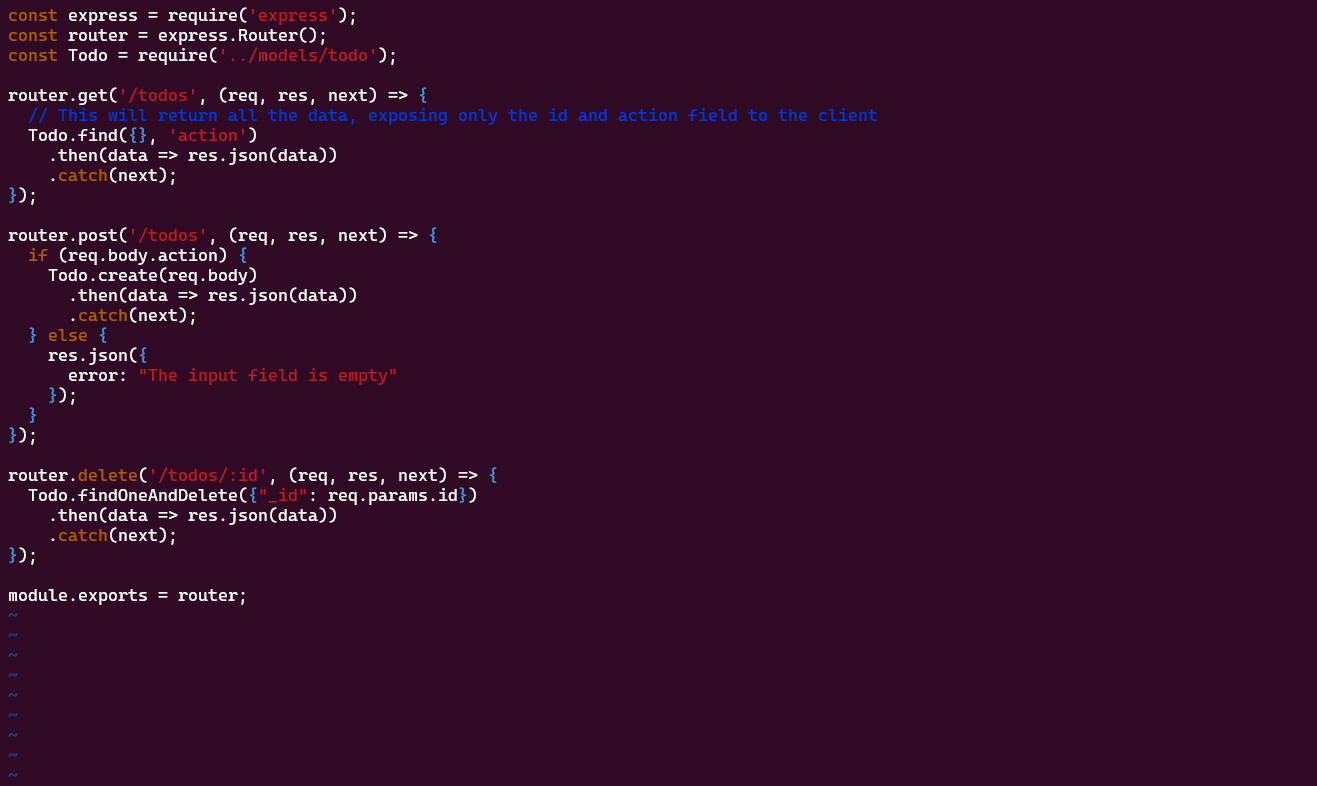 const express = require('express');
const router = express.Router();
const Todo = require('../models/todo');

router.get('/todos', (req, res, next) => {
  // This will return all the data, exposing only the id and action field to the client
  Todo.find({}, 'action')
    .then(data => res.json(data))
    .catch(next);
});

router.post('/todos', (req, res, next) => {
  if (req.body.action) {
    Todo.create(req.body)
      .then(data => res.json(data))
      .catch(next);
  } else {
    res.json({
      error: "The input field is empty"
    });
  }
});

router.delete('/todos/:id', (req, res, next) => {
  Todo.findOneAndDelete({"_id": req.params.id})
    .then(data => res.json(data))
    .catch(next);
});

module.exports = router;
~
~
~
~
~
~
~
~
~